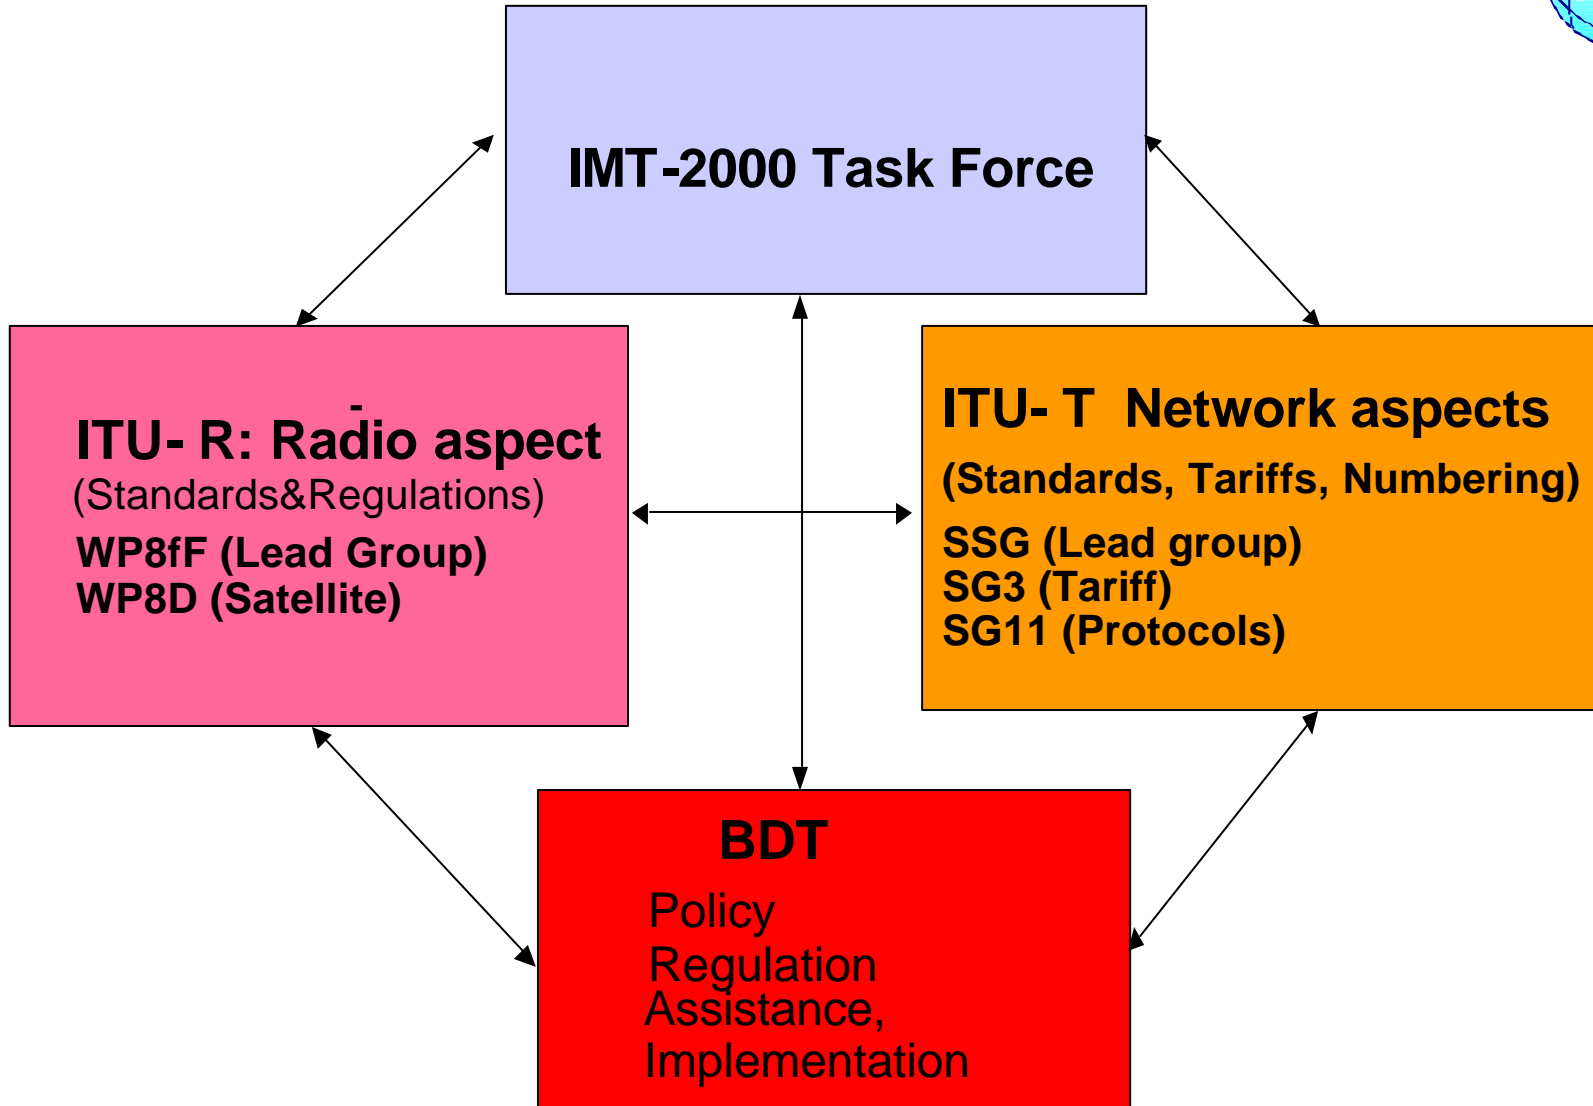 IMT-2000 Task Force
-
ITU- R: Radio aspect
(Standards&Regulations)
WP8fF (Lead Group)
WP8D (Satellite)
ITU- T Network aspects
(Standards, Tariffs, Numbering)
SSG (Lead group)
SG3 (Tariff)
SG11 (Protocols)
BDT
Policy
Regulation
Assistance,
Implementation